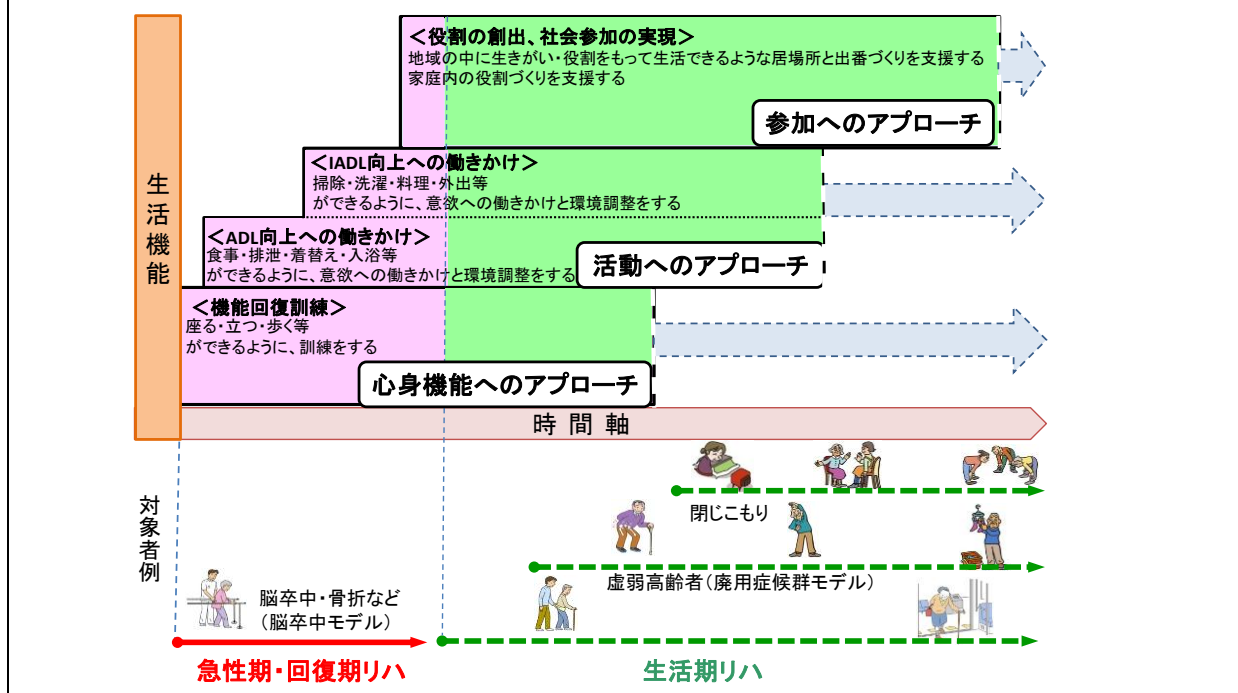 ＜役割の創出、社会参加の実現＞
地域の中に生きがい・役割をもって生活できるような居場所と出番づくりを支援する
家庭内の役割づくりを支援する
参加へのアプローチ
＜IADL向上への働きかけ＞
掃除・洗濯・料理・外出等
ができるように、意欲への働きかけと環境調整をする
生活機能
＜ADL向上への働きかけ＞
食事・排泄・着替え・入浴等
ができるように、意欲への働きかけと環境調整をする
活動へのアプローチ
＜機能回復訓練＞
座る・立つ・歩く等
ができるように、訓練をする
心身機能へのアプローチ
時間軸
対象者例
閉じこもり
虚弱高齢者（廃用症候群モデル）
脳卒中・骨折など
（脳卒中モデル）
急性期・回復期リハ
生活期リハ